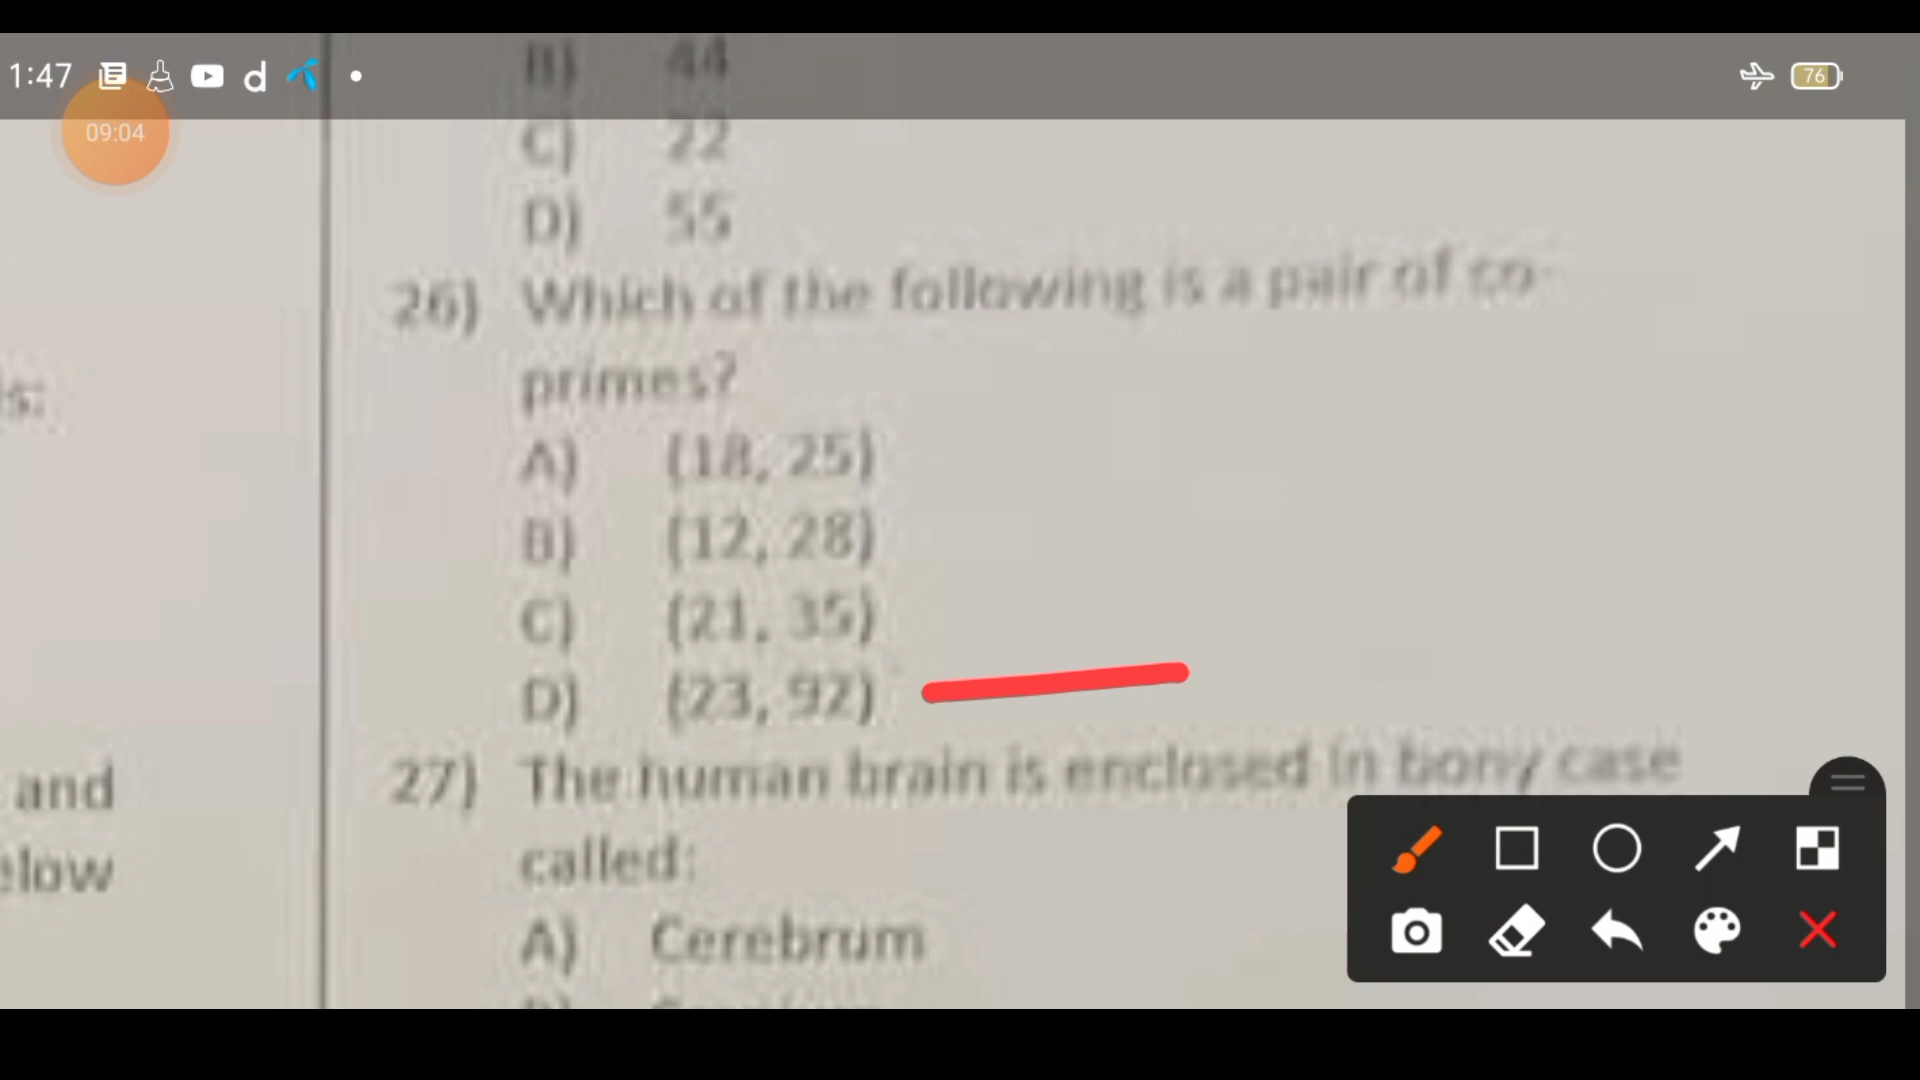 1:47
76
09:04
B) 44
C) 22
D) 55
26) Which of the following is a pair of co-
primes?
s:
A) (18, 25)
B) (12, 28)
C) (21, 35)
D) (23, 92)
and
27) The human brain is enclosed in bony case
elow
called:
A) Cerebrum